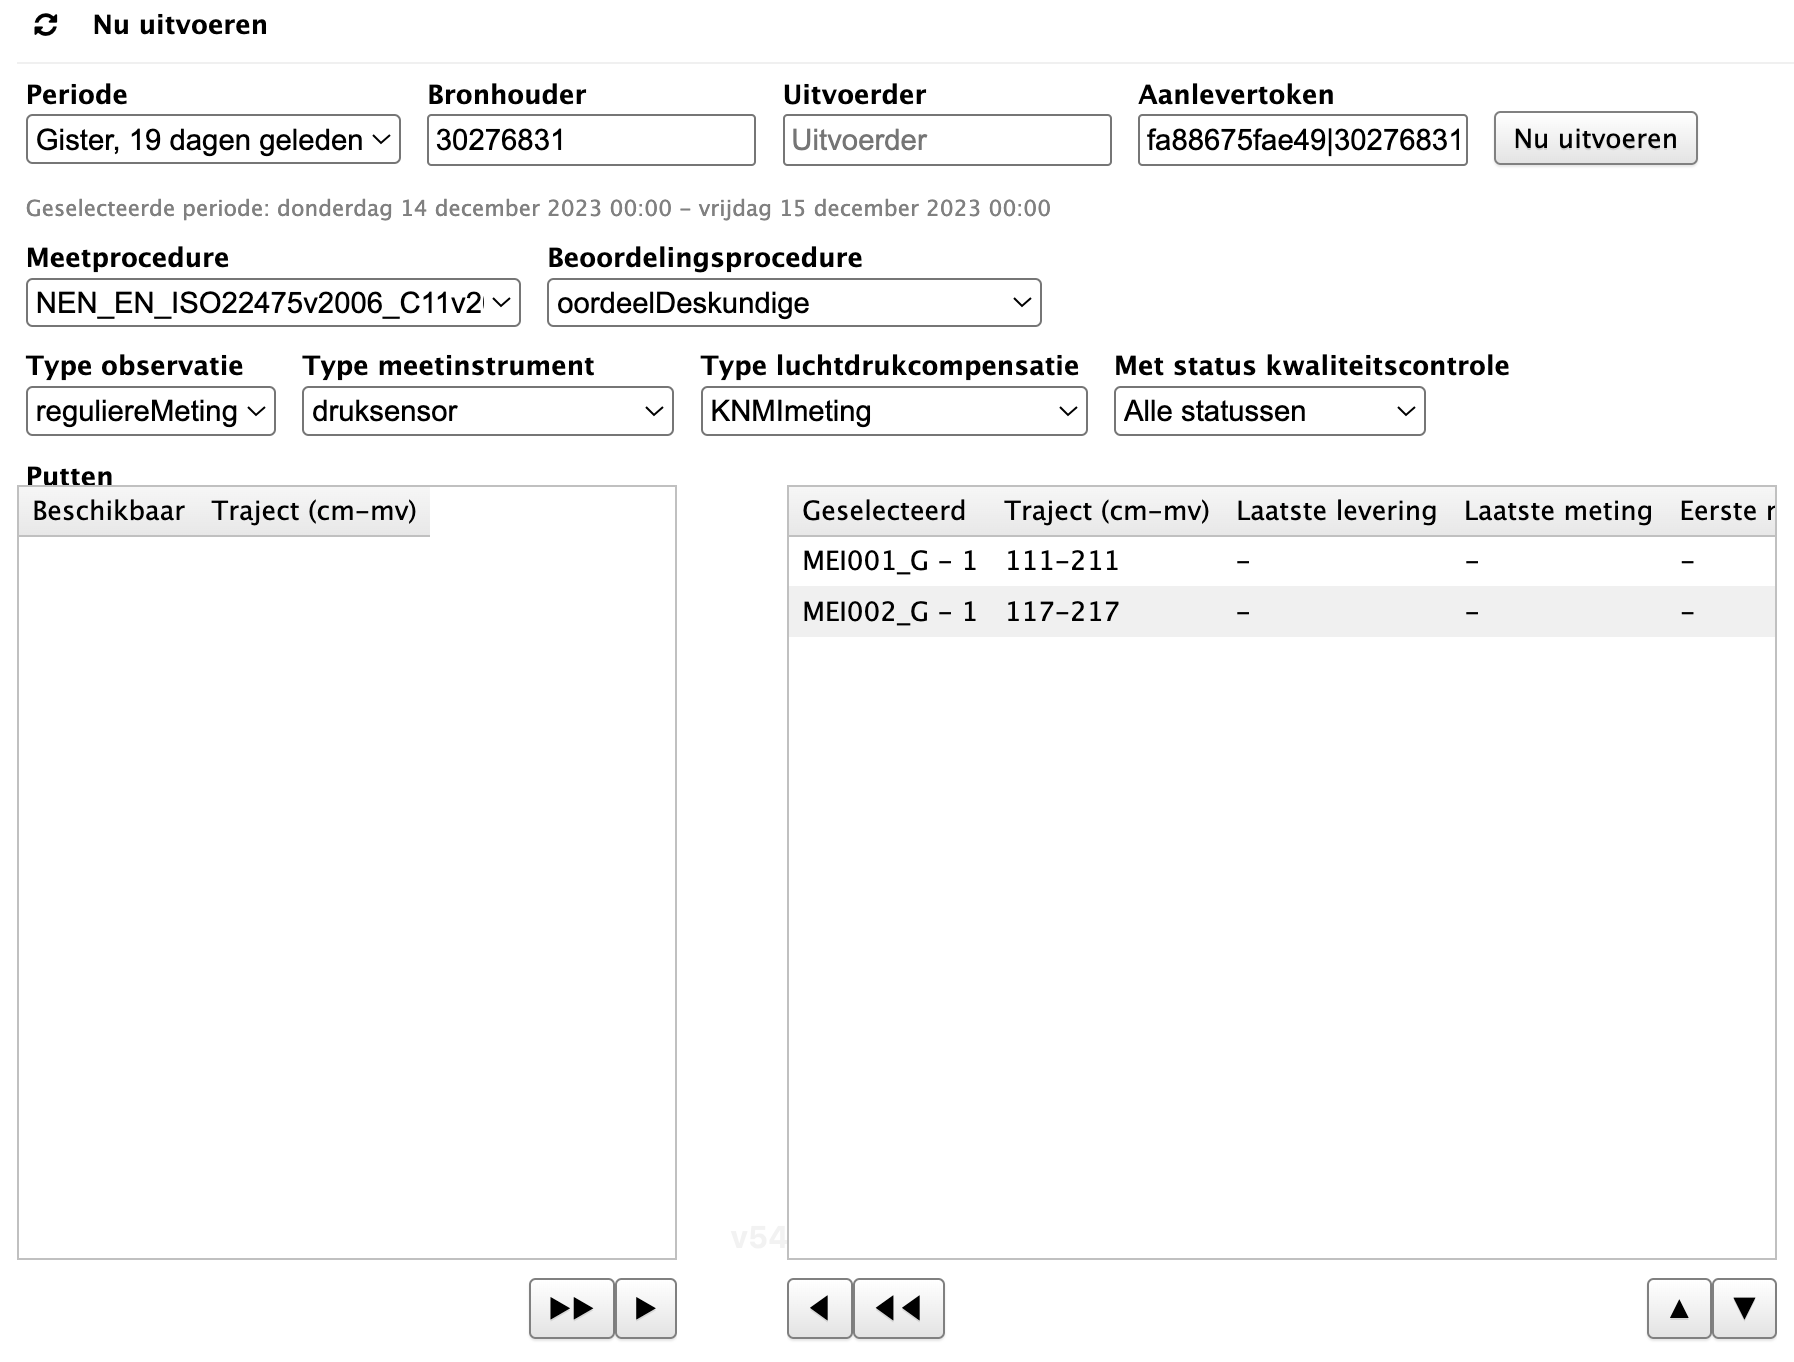 Nu uitvoeren
Periode Bronhouder Uitvoerder Aanlevertoken
Gister, 19 dagen geleden 30276831 Uitvoerder fa88675fae49|30276831 Nu uitvoeren
Geselecteerde periode: donderdag 14 december 2023 00:00 – vrijdag 15 december 2023 00:00
Meetprocedure Beoordelingsprocedure
NEN_EN_ISO22475v2006_C11v2 oordeelDeskundige
Type observatie Type meetinstrument Type luchtdrukcompensatie Met status kwaliteitscontrole
reguliereMeting druksensor KNMImeting Alle statussen
Putten
Beschikbaar Traject (cm-mv) Geselecteerd Traject (cm-mv) Laatste levering Laatste meting Eerste
MEI001_G - 1 111-211 - - -
MEI002_G - 1 117-217 - - -
v54